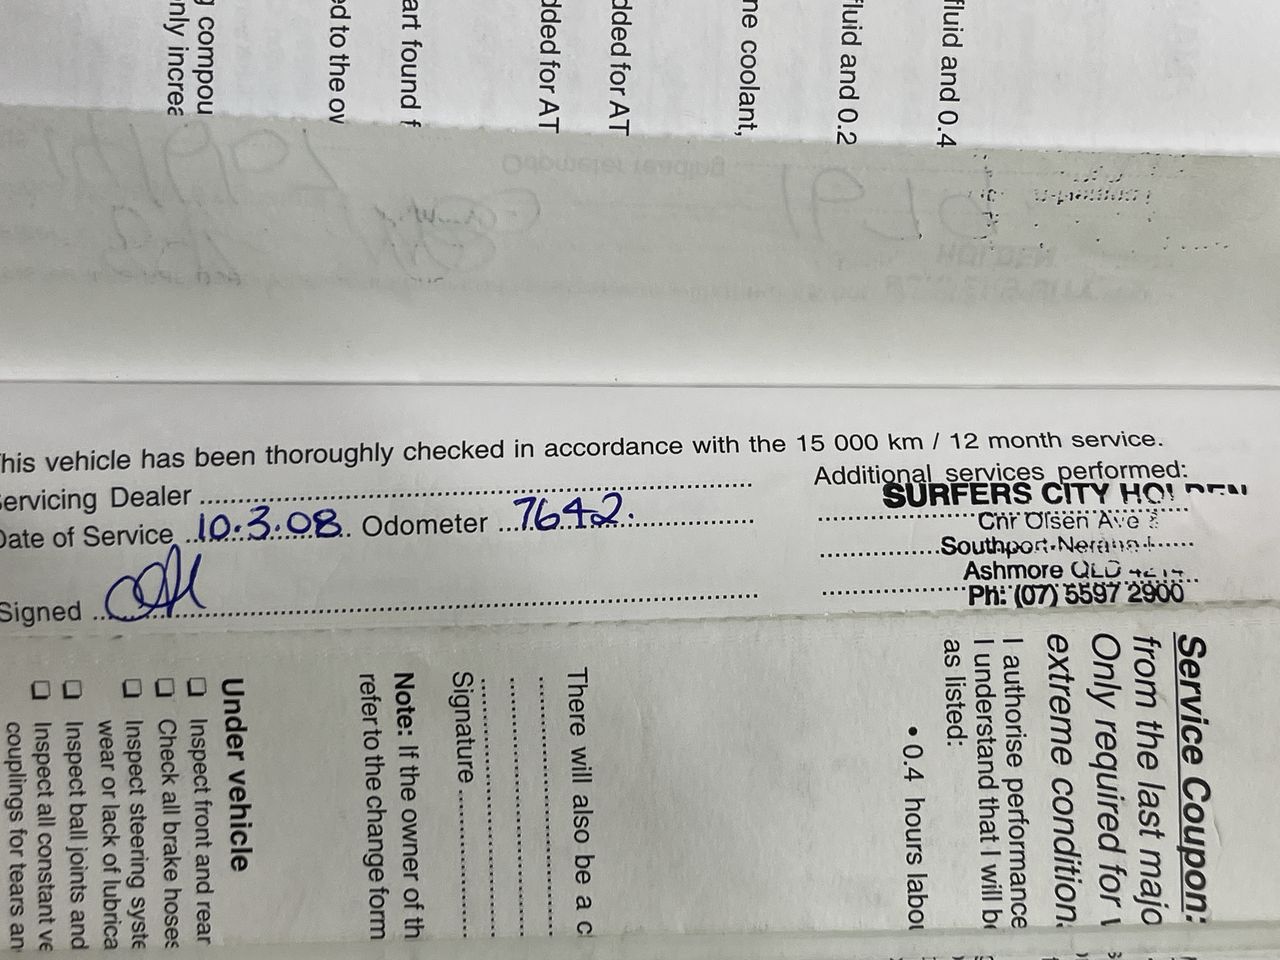 g compou
nly increa
ed to the ov
art found f
dded for AT
dded for AT
ne coolant,
fluid and 0.2
fluid and 0.4
his vehicle has been thoroughly checked in accordance with the 15 000 km / 12 month service.
ervicing Dealer
Date of Service 10.3.08. Odometer 7642.
Signed
Additional services performed:
SURFERS CITY HOLDEN
Cnr Olsen Ave &
Southport-Nerang
Ashmore QLD 4214
Ph: (07) 5597 2900
Service Coupon:
from the last majo
Only required for v
extreme condition
I authorise performance
I understand that I will be
as listed:
• 0.4 hours labou
There will also be a c
Signature
Note: If the owner of th
refer to the change form
Under vehicle
❏ Inspect front and rear
❏ Check all brake hoses
❏ Inspect steering syste
wear or lack of lubrica
❏ Inspect ball joints and
❏ Inspect all constant ve
couplings for tears an